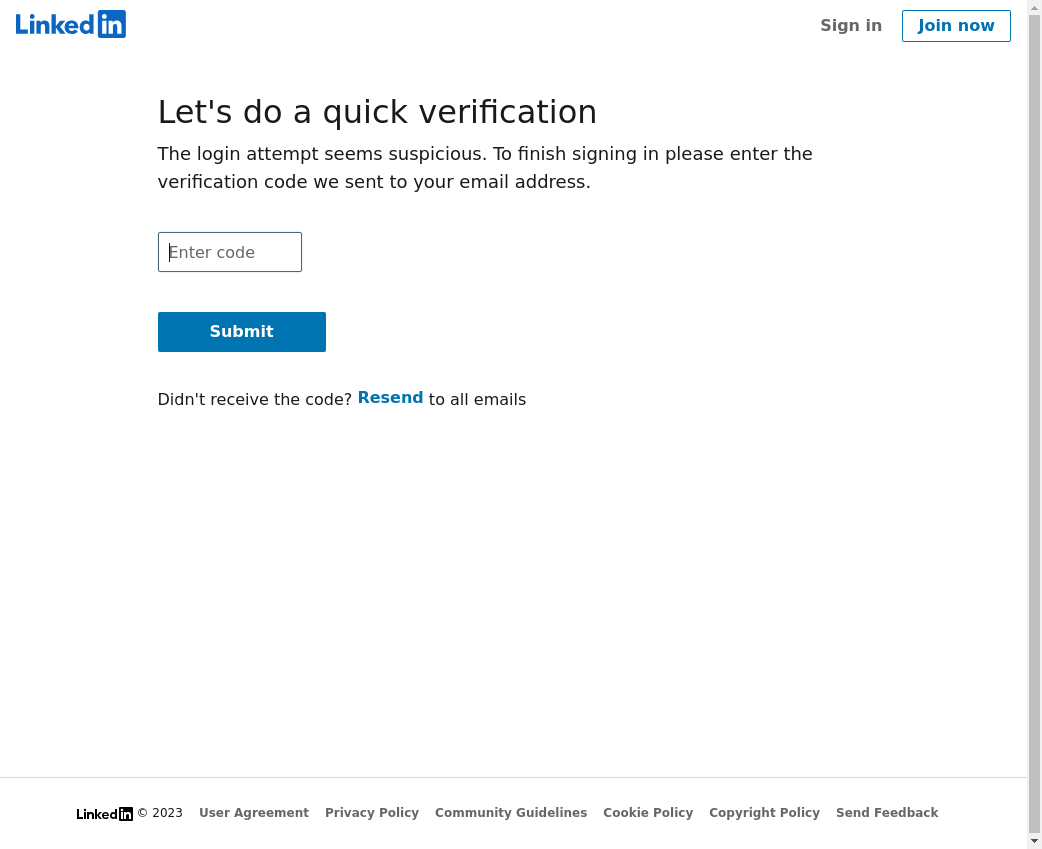 Linkedin
Sign in
Join now
Let's do a quick verification
The login attempt seems suspicious. To finish signing in please enter the
verification code we sent to your email address.
Enter code
Submit
Didn't receive the code? Resend to all emails
Linkedin © 2023 User Agreement Privacy Policy Community Guidelines Cookie Policy Copyright Policy Send Feedback